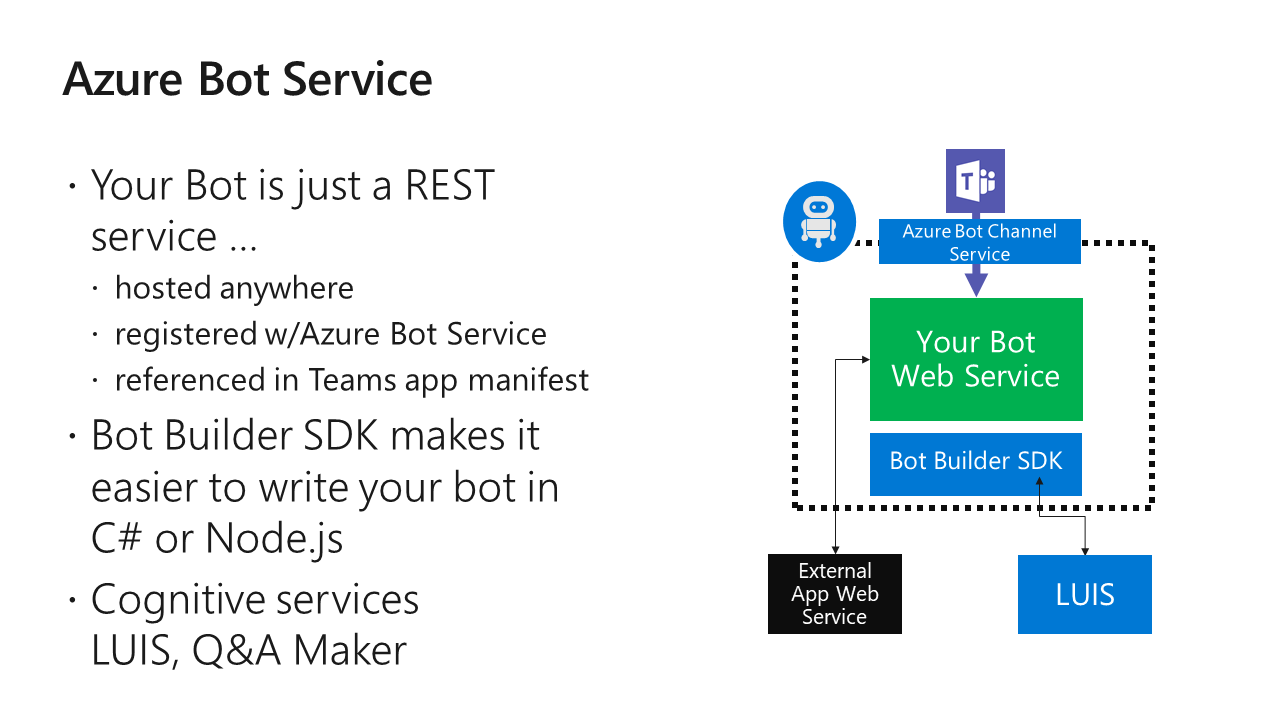 Azure Bot Service
· Your Bot is just a REST
service …
· hosted anywhere
· registered w/Azure Bot Service
· referenced in Teams app manifest
· Bot Builder SDK makes it
easier to write your bot in
C# or Node.js
· Cognitive services
LUIS, Q&A Maker
T
Azure Bot Channel
Service
Your Bot
Web Service
Bot Builder SDK
External
App Web
Service
LUIS